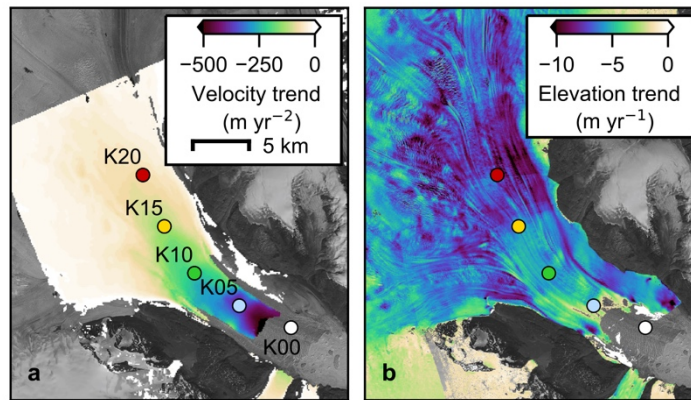 −500 −250 0
Velocity trend
(m yr−2)
5 km
K20
K15
K10
K05
K00
a
−10 −5 0
Elevation trend
(m yr−1)
b